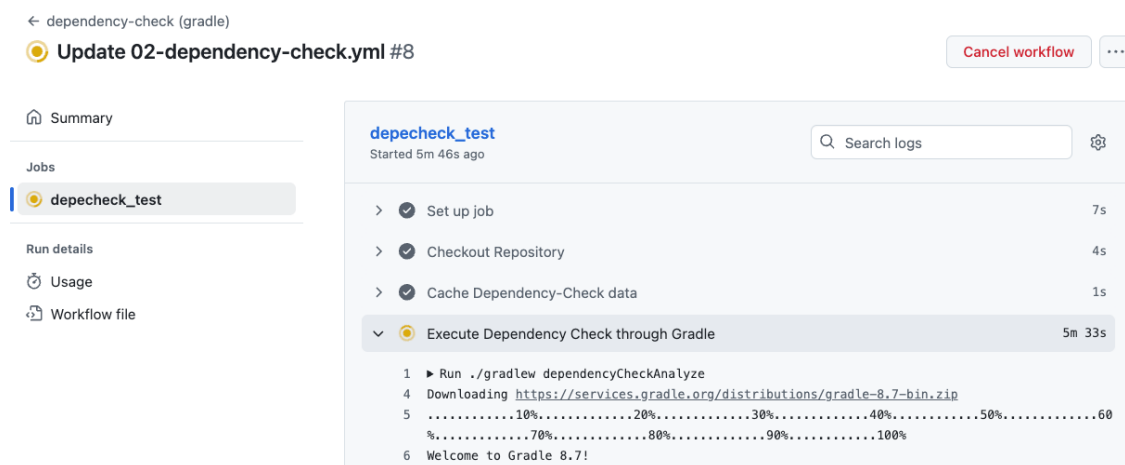 ← dependency-check (gradle)
Update 02-dependency-check.yml #8
Cancel workflow
...
Summary
Jobs
depecheck_test
Run details
Usage
Workflow file
depecheck_test
Started 5m 46s ago
Search logs
Set up job 7s
Checkout Repository 4s
Cache Dependency-Check data 1s
Execute Dependency Check through Gradle 5m 33s
1 ▶ Run ./gradlew dependencyCheckAnalyze
4 Downloading https://services.gradle.org/distributions/gradle-8.7-bin.zip
5 ............10%.............20%.............30%.............40%............50%.............60
%.............70%.............80%.............90%............100%
6 Welcome to Gradle 8.7!